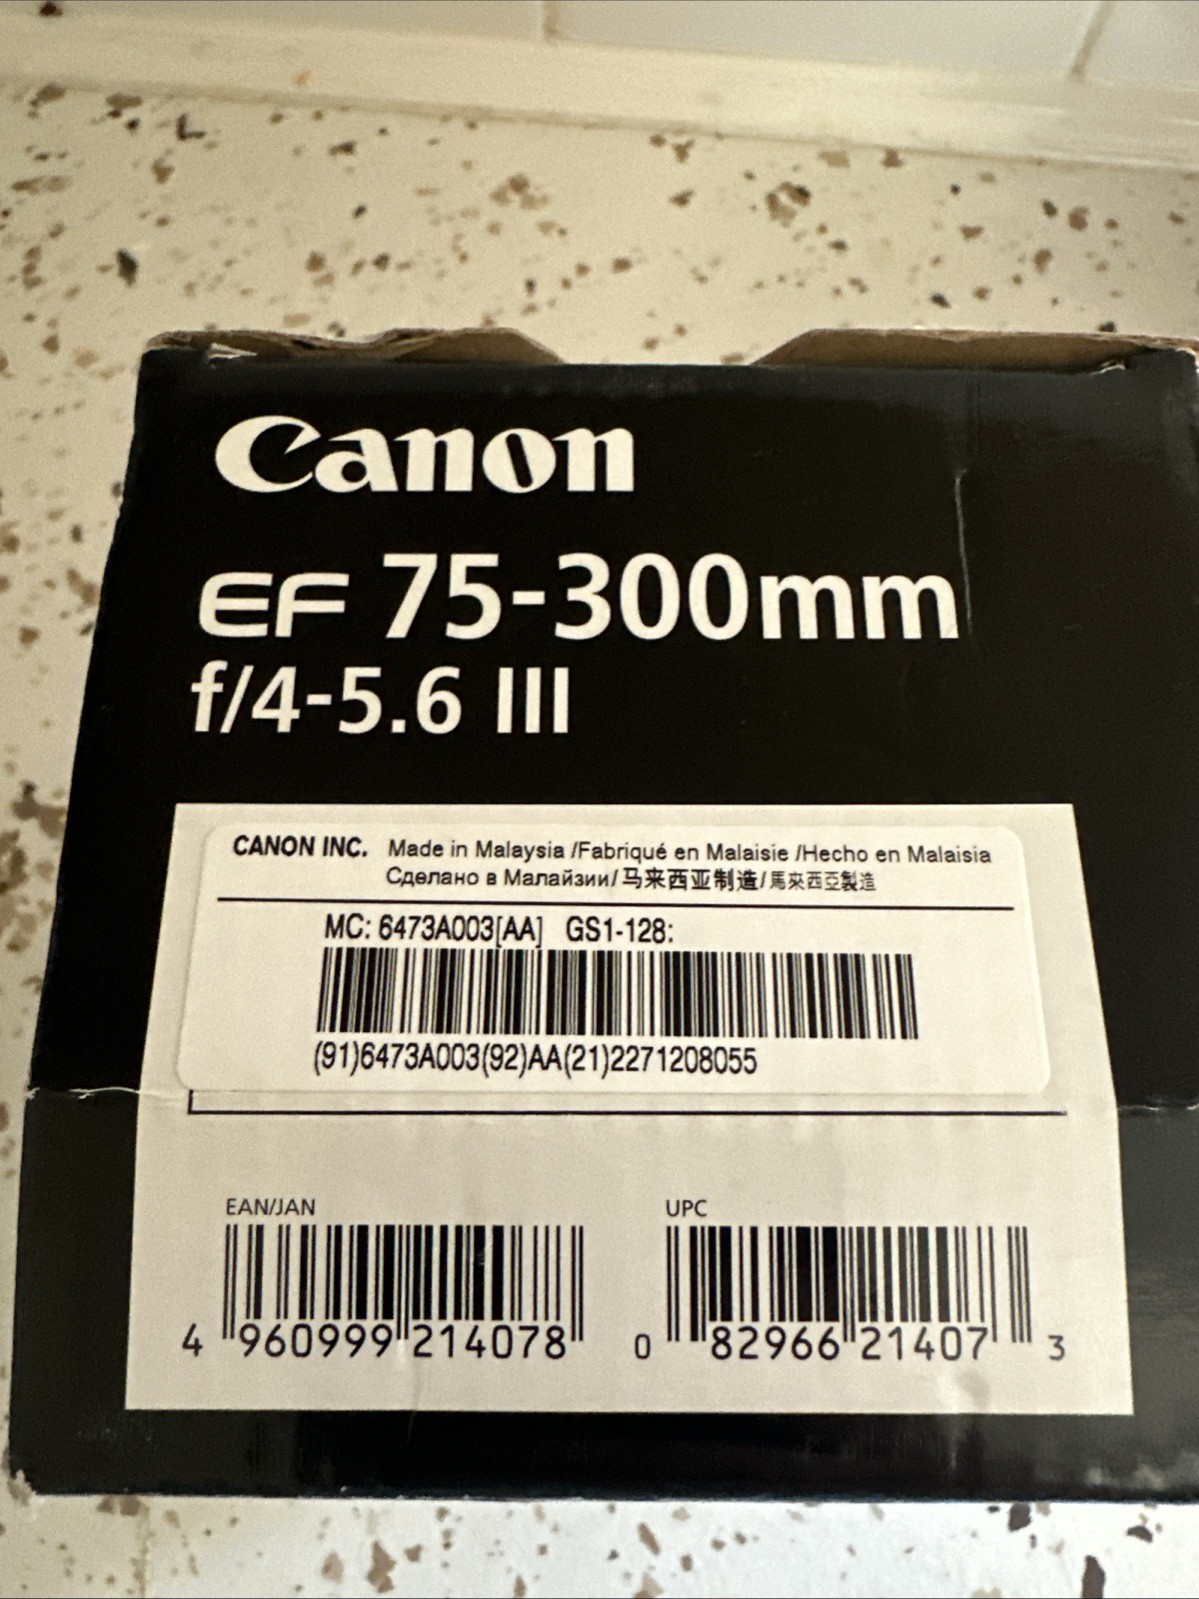 Canon
EF 75-300mm
f/4-5.6 III
CANON INC. Made in Malaysia /Fabriqué en Malaisie /Hecho en Malaisia
Сделано в Малайзии/马来西亚制造/馬來西亞製造
MC: 6473A003[AA] GS1-128:
(91)6473A003(92)AA(21)2271208055
EAN/JAN UPC
4 960999 214078 0 82966 21407 3